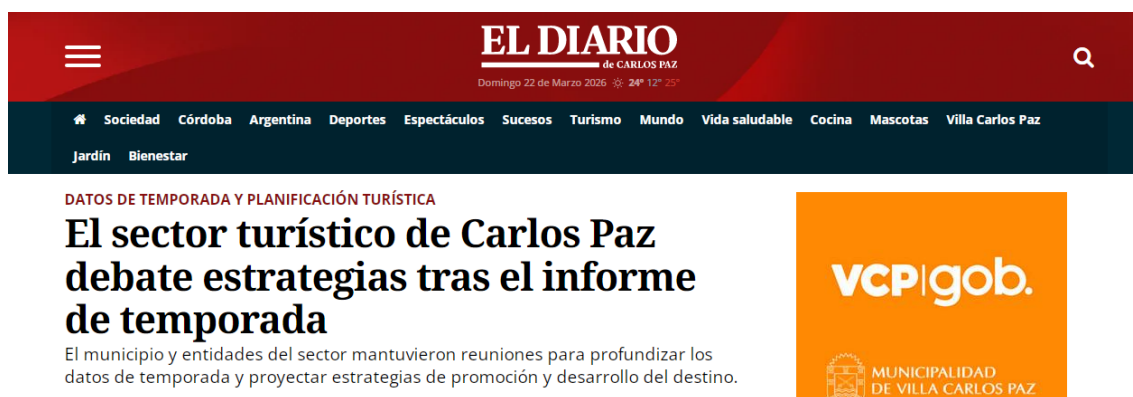 EL DIARIO
de CARLOS PAZ
Domingo 22 de Marzo 2026 24° 12° 25°
Sociedad Córdoba Argentina Deportes Espectáculos Sucesos Turismo Mundo Vida saludable Cocina Mascotas Villa Carlos Paz
Jardín Bienestar
DATOS DE TEMPORADA Y PLANIFICACIÓN TURÍSTICA
El sector turístico de Carlos Paz
debate estrategias tras el informe
de temporada
El municipio y entidades del sector mantuvieron reuniones para profundizar los
datos de temporada y proyectar estrategias de promoción y desarrollo del destino.
VCP|gob.
MUNICIPALIDAD
DE VILLA CARLOS PAZ